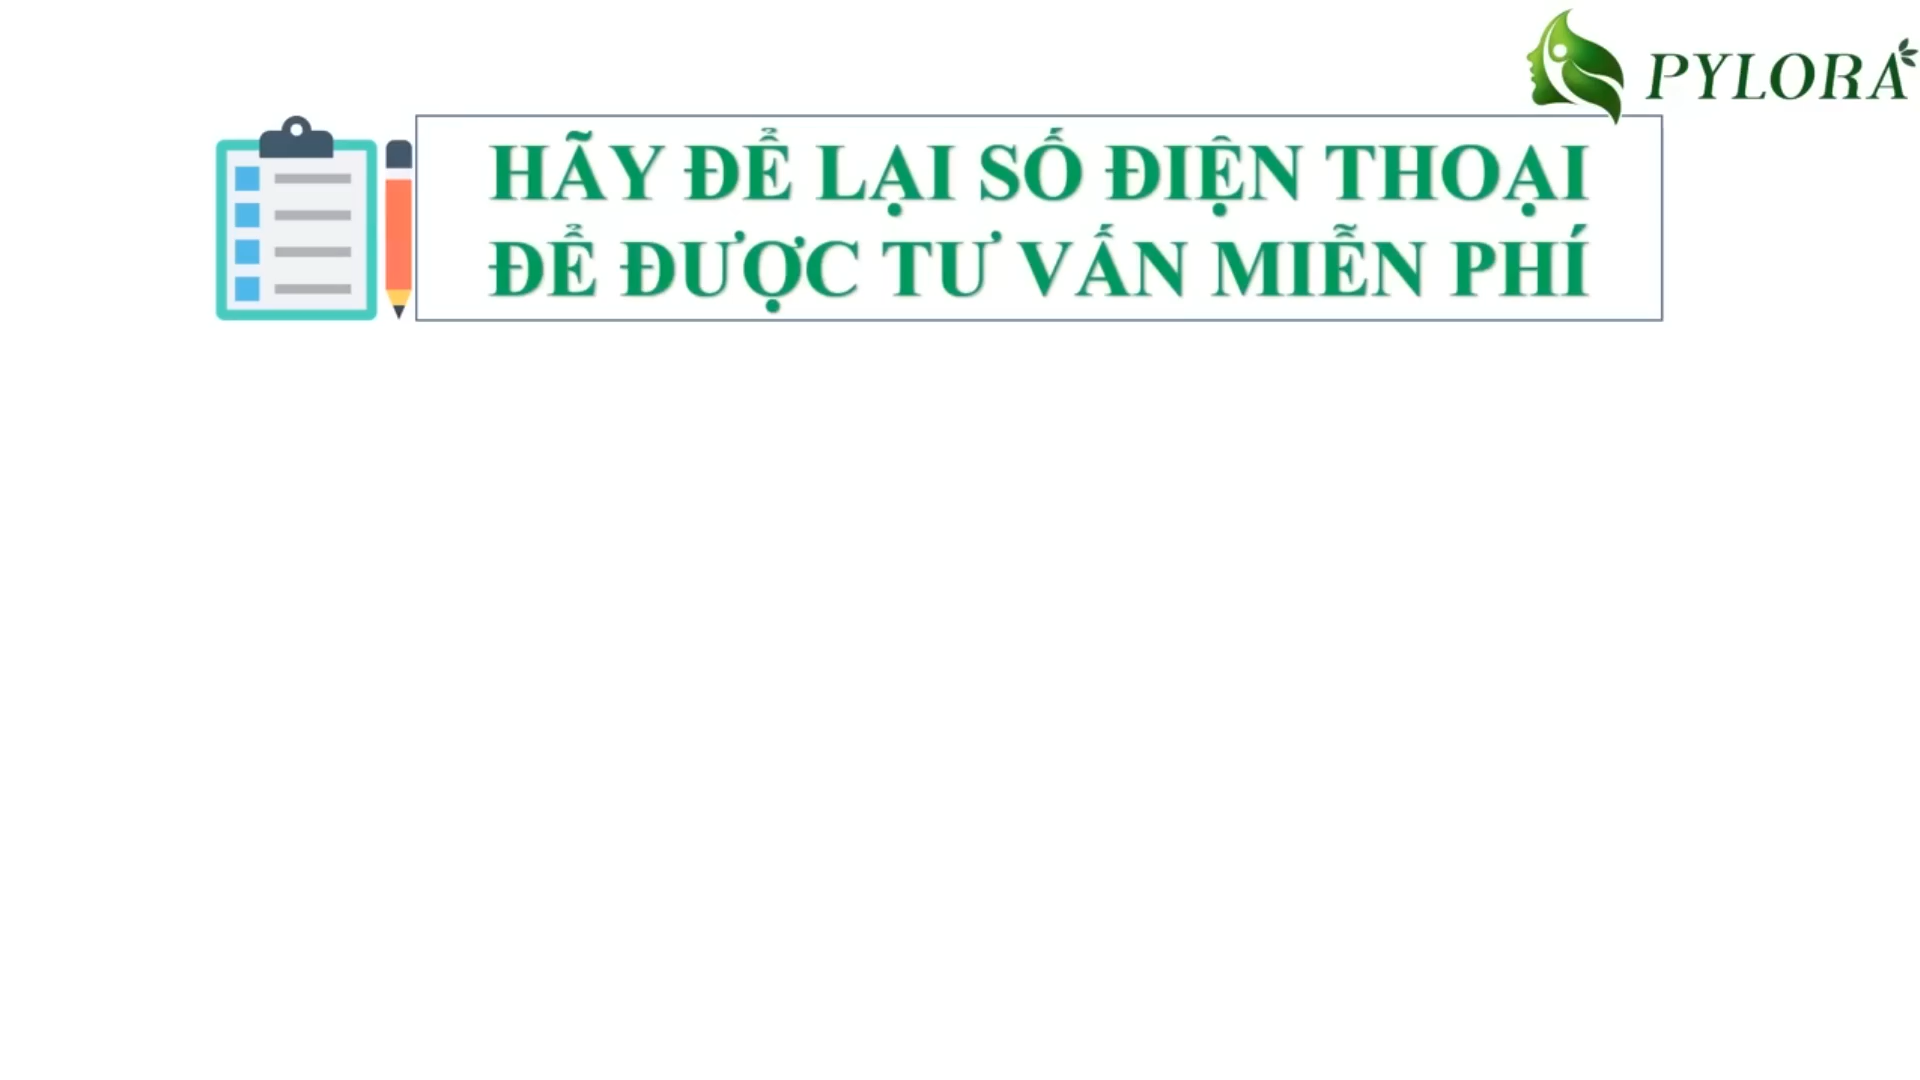 PYLORA
HÃY ĐỂ LẠI SỐ ĐIỆN THOẠI
ĐỂ ĐƯỢC TƯ VẤN MIỄN PHÍ